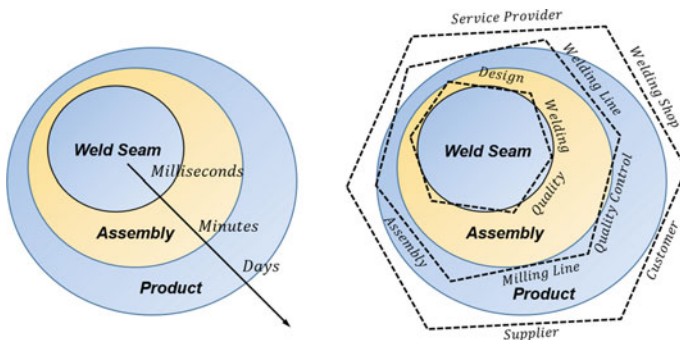 Weld Seam
Milliseconds
Minutes
Assembly
Days
Product
Service Provider
Welding Line
Welding Shop
Design
Welding
Weld Seam
Quality
Quality Control
Assembly
Assembly
Customer
Milling Line
Product
Supplier